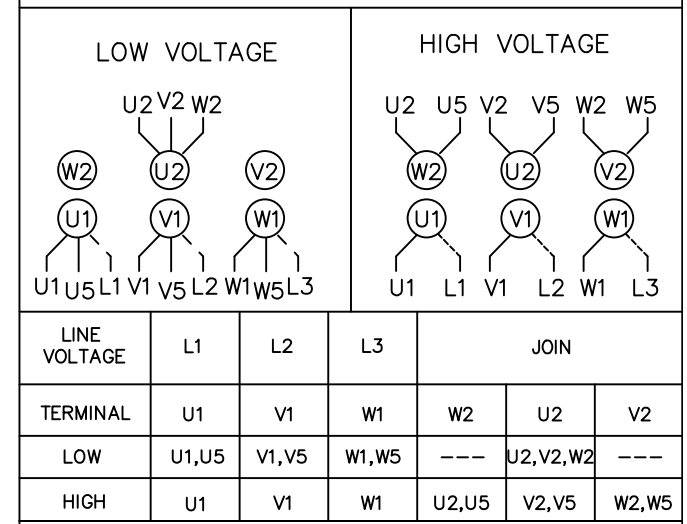 LOW VOLTAGE
U2 V2 W2
W2 U2 V2
U1 V1 W1
U1 U5 L1 V1 V5 L2 W1 W5 L3
HIGH VOLTAGE
U2 U5 V2 V5 W2 W5
W2 U2 V2
U1 V1 W1
U1 L1 V1 L2 W1 L3
LINE
VOLTAGE L1 L2 L3 JOIN
TERMINAL U1 V1 W1 W2 U2 V2
LOW U1,U5 V1,V5 W1,W5 --- U2,V2,W2 ---
HIGH U1 V1 W1 U2,U5 V2,V5 W2,W5